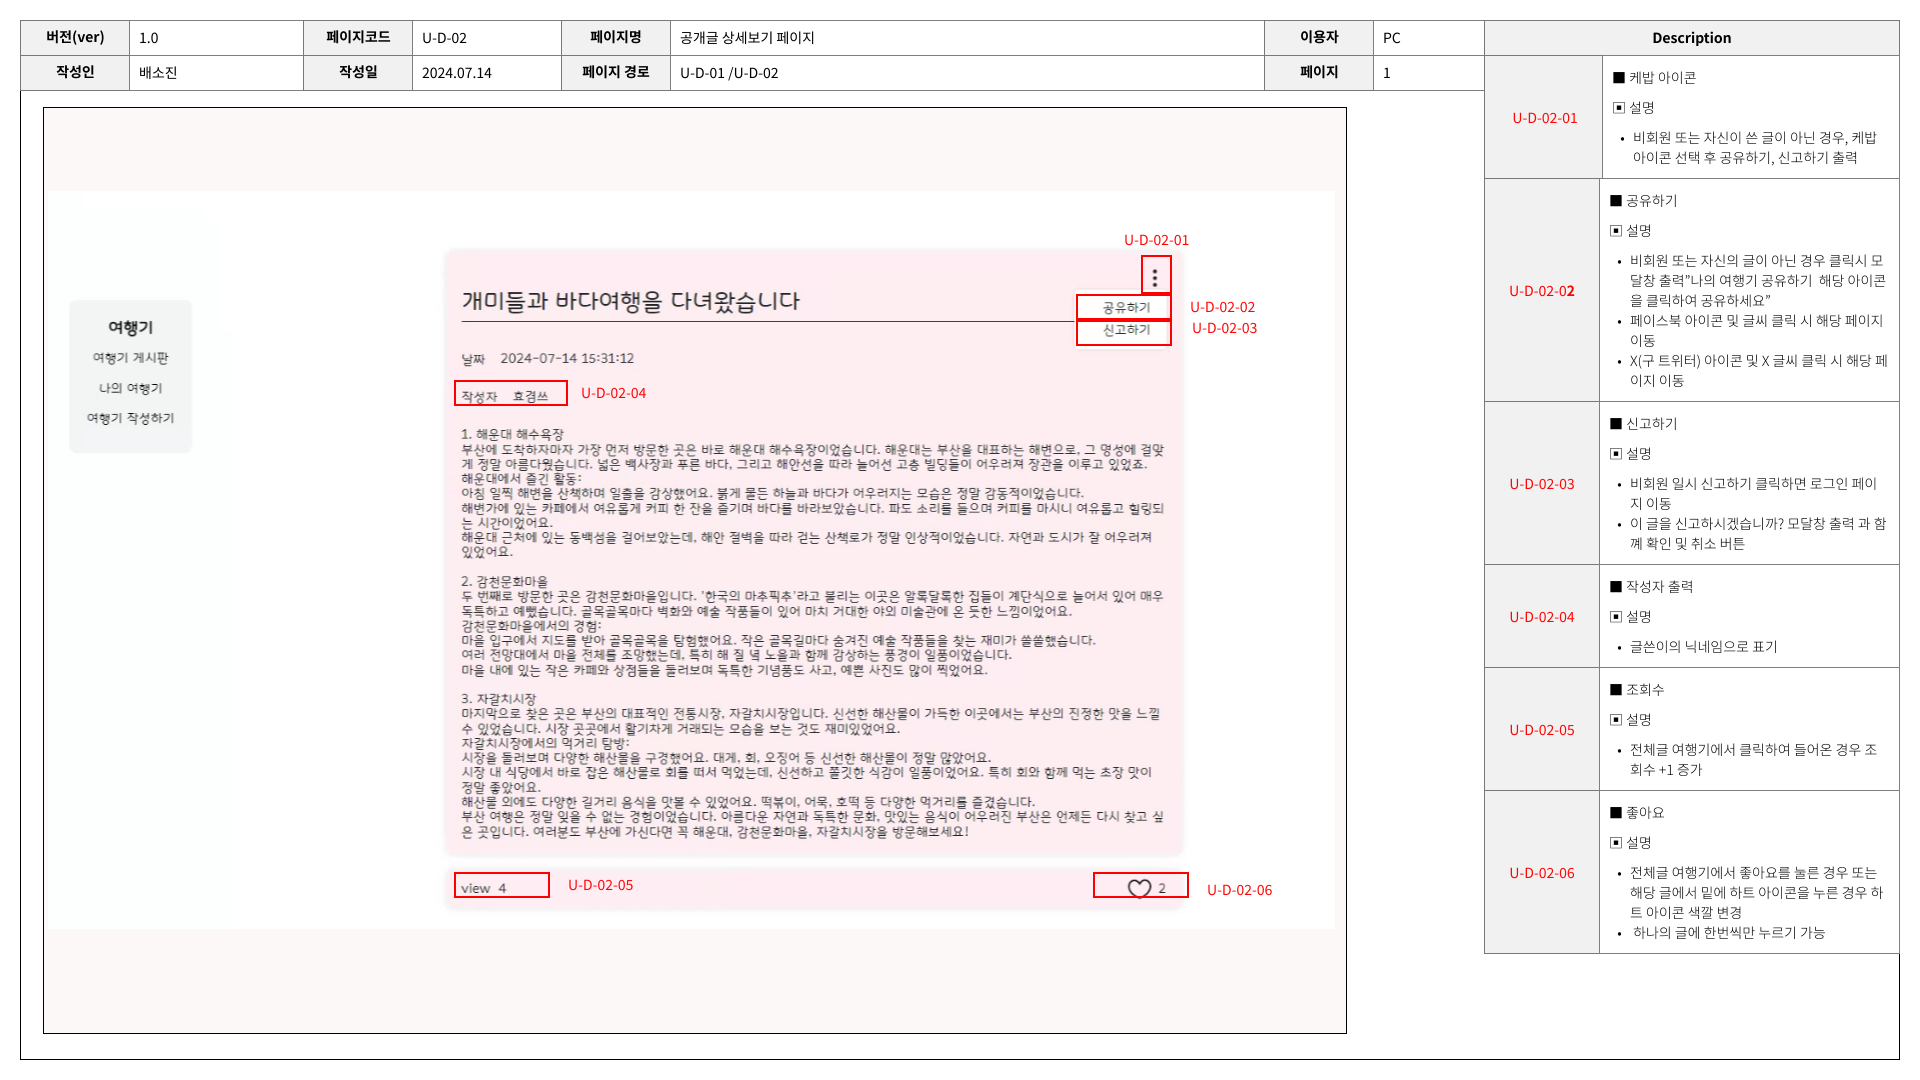 버전(ver) 1.0 페이지코드 U-D-02 페이지명 공개글 상세보기 페이지 이용자 PC
작성인 배소진 작성일 2024.07.14 페이지 경로 U-D-01 /U-D-02 페이지 1
여행기
여행기 게시판
나의 여행기
여행기 작성하기
U-D-02-01
개미들과 바다여행을 다녀왔습니다
공유하기 U-D-02-02
신고하기 U-D-02-03
날짜 2024-07-14 15:31:12
작성자 효겸쓰 U-D-02-04
1. 해운대 해수욕장
부산에 도착하자마자 가장 먼저 방문한 곳은 바로 해운대 해수욕장이었습니다. 해운대는 부산을 대표하는 해변으로, 그 명성에 걸맞
게 정말 아름다웠습니다. 넓은 백사장과 푸른 바다, 그리고 해안선을 따라 늘어선 고층 빌딩들이 어우러져 장관을 이루고 있었죠.
해운대에서 즐긴 활동:
아침 일찍 해변을 산책하며 일출을 감상했어요. 붉게 물든 하늘과 바다가 어우러지는 모습은 정말 감동적이었습니다.
해변가에 있는 카페에서 여유롭게 커피 한 잔을 즐기며 바다를 바라보았습니다. 파도 소리를 들으며 커피를 마시니 여유롭고 힐링되
는 시간이었어요.
해운대 근처에 있는 동백섬을 걸어보았는데, 해안 절벽을 따라 걷는 산책로가 정말 인상적이었습니다. 자연과 도시가 잘 어우러져
있었어요.
2. 감천문화마을
두 번째로 방문한 곳은 감천문화마을입니다. '한국의 마추픽추'라고 불리는 이곳은 알록달록한 집들이 계단식으로 늘어서 있어 매우
독특하고 예뻤습니다. 골목골목마다 벽화와 예술 작품들이 있어 마치 거대한 야외 미술관에 온 듯한 느낌이었어요.
감천문화마을에서의 경험:
마을 입구에서 지도를 받아 골목골목을 탐험했어요. 작은 골목길마다 숨겨진 예술 작품들을 찾는 재미가 쏠쏠했습니다.
여러 전망대에서 마을 전체를 조망했는데, 특히 해 질 녘 노을과 함께 감상하는 풍경이 일품이었습니다.
마을 내에 있는 작은 카페와 상점들을 둘러보며 독특한 기념품도 사고, 예쁜 사진도 많이 찍었어요.
3. 자갈치시장
마지막으로 찾은 곳은 부산의 대표적인 전통시장, 자갈치시장입니다. 신선한 해산물이 가득한 이곳에서는 부산의 진정한 맛을 느낄
수 있었습니다. 시장 곳곳에서 활기차게 거래되는 모습을 보는 것도 재미있었어요.
자갈치시장에서의 먹거리 탐방:
시장을 둘러보며 다양한 해산물을 구경했어요. 대게, 회, 오징어 등 신선한 해산물이 정말 많았어요.
시장 내 식당에서 바로 잡은 해산물로 회를 떠서 먹었는데, 신선하고 쫄깃한 식감이 일품이었어요. 특히 회와 함께 먹는 초장 맛이
정말 좋았어요.
해산물 외에도 다양한 길거리 음식을 맛볼 수 있었어요. 떡볶이, 어묵, 호떡 등 다양한 먹거리를 즐겼습니다.
부산 여행은 정말 잊을 수 없는 경험이었습니다. 아름다운 자연과 독특한 문화, 맛있는 음식이 어우러진 부산은 언제든 다시 찾고 싶
은 곳입니다. 여러분도 부산에 가신다면 꼭 해운대, 감천문화마을, 자갈치시장을 방문해보세요!
view 4 U-D-02-05 2 U-D-02-06
Description
U-D-02-01
■ 케밥 아이콘
▣ 설명
• 비회원 또는 자신이 쓴 글이 아닌 경우, 케밥
아이콘 선택 후 공유하기, 신고하기 출력
U-D-02-02
■ 공유하기
▣ 설명
• 비회원 또는 자신의 글이 아닌 경우 클릭시 모
달창 출력”나의 여행기 공유하기 해당 아이콘
을 클릭하여 공유하세요”
• 페이스북 아이콘 및 글씨 클릭 시 해당 페이지
이동
• X(구 트위터) 아이콘 및 X 글씨 클릭 시 해당 페
이지 이동
U-D-02-03
■ 신고하기
▣ 설명
• 비회원 일시 신고하기 클릭하면 로그인 페이
지 이동
• 이 글을 신고하시겠습니까? 모달창 출력 과 함
꼐 확인 및 취소 버튼
U-D-02-04
■ 작성자 출력
▣ 설명
• 글쓴이의 닉네임으로 표기
U-D-02-05
■ 조회수
▣ 설명
• 전체글 여행기에서 클릭하여 들어온 경우 조
회수 +1 증가
U-D-02-06
■ 좋아요
▣ 설명
• 전체글 여행기에서 좋아요를 눌른 경우 또는
해당 글에서 밑에 하트 아이콘을 누른 경우 하
트 아이콘 색깔 변경
• 하나의 글에 한번씩만 누르기 가능